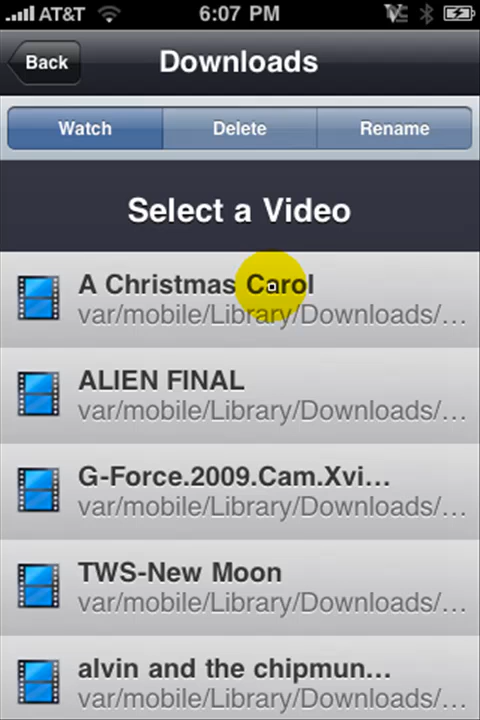 AT&T 6:07 PM
Back Downloads
Watch Delete Rename
Select a Video
A Christmas Carol
var/mobile/Library/Downloads/...
ALIEN FINAL
var/mobile/Library/Downloads/...
G-Force.2009.Cam.Xvi...
var/mobile/Library/Downloads/...
TWS-New Moon
var/mobile/Library/Downloads/...
alvin and the chipmun...
var/mobile/Library/Downloads/...